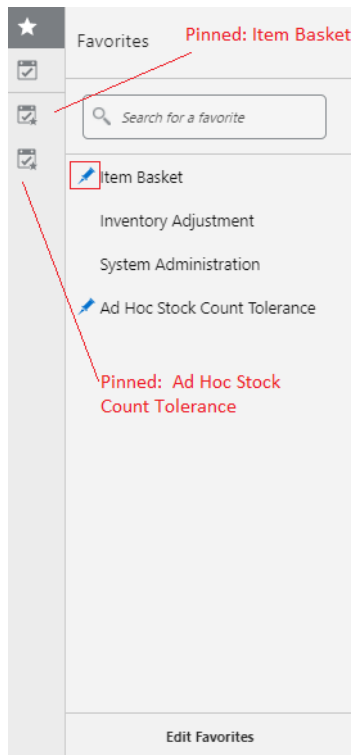 Favorites
Pinned: Item Basket
Search for a favorite
Item Basket
Inventory Adjustment
System Administration
Ad Hoc Stock Count Tolerance
Pinned:  Ad Hoc Stock
Count Tolerance
Edit Favorites